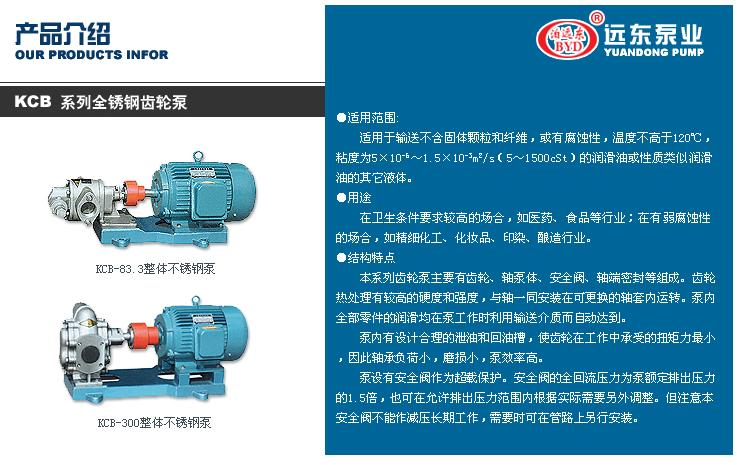 产品介绍
OUR PRODUCTS INFOR
泊远东
BYD
®
远东泵业
YUANDONG PUMP
KCB 系列全锈钢齿轮泵
KCB-83.3整体不锈钢泵
KCB-300整体不锈钢泵
●适用范围:
适用于输送不含固体颗粒和纤维，或有腐蚀性，温度不高于120℃，
粘度为5×10⁻⁶～1.5×10⁻³m²/s(5～1500cSt)的润滑油或性质类似润滑
油的其它液体。
●用途
在卫生条件要求较高的场合，如医药、食品等行业；在有弱腐蚀性
的场合，如精细化工、化妆品、印染、酿造行业。
●结构特点
本系列齿轮泵主要有齿轮、轴泵体、安全阀、轴端密封等组成。齿轮
热处理有较高的硬度和强度，与轴一同安装在可更换的轴套内运转。泵内
全部零件的润滑均在泵工作时利用输送介质而自动达到。
泵内有设计合理的泄油和回油槽，使齿轮在工作中承受的扭矩力最小
，因此轴承负荷小，磨损小，泵效率高。
泵设有安全阀作为超载保护。安全阀的全回流压力为泵额定排出压力
的1.5倍，也可在允许排出压力范围内根据实际需要另外调整。但注意本
安全阀不能作减压长期工作，需要时可在管路上另行安装。